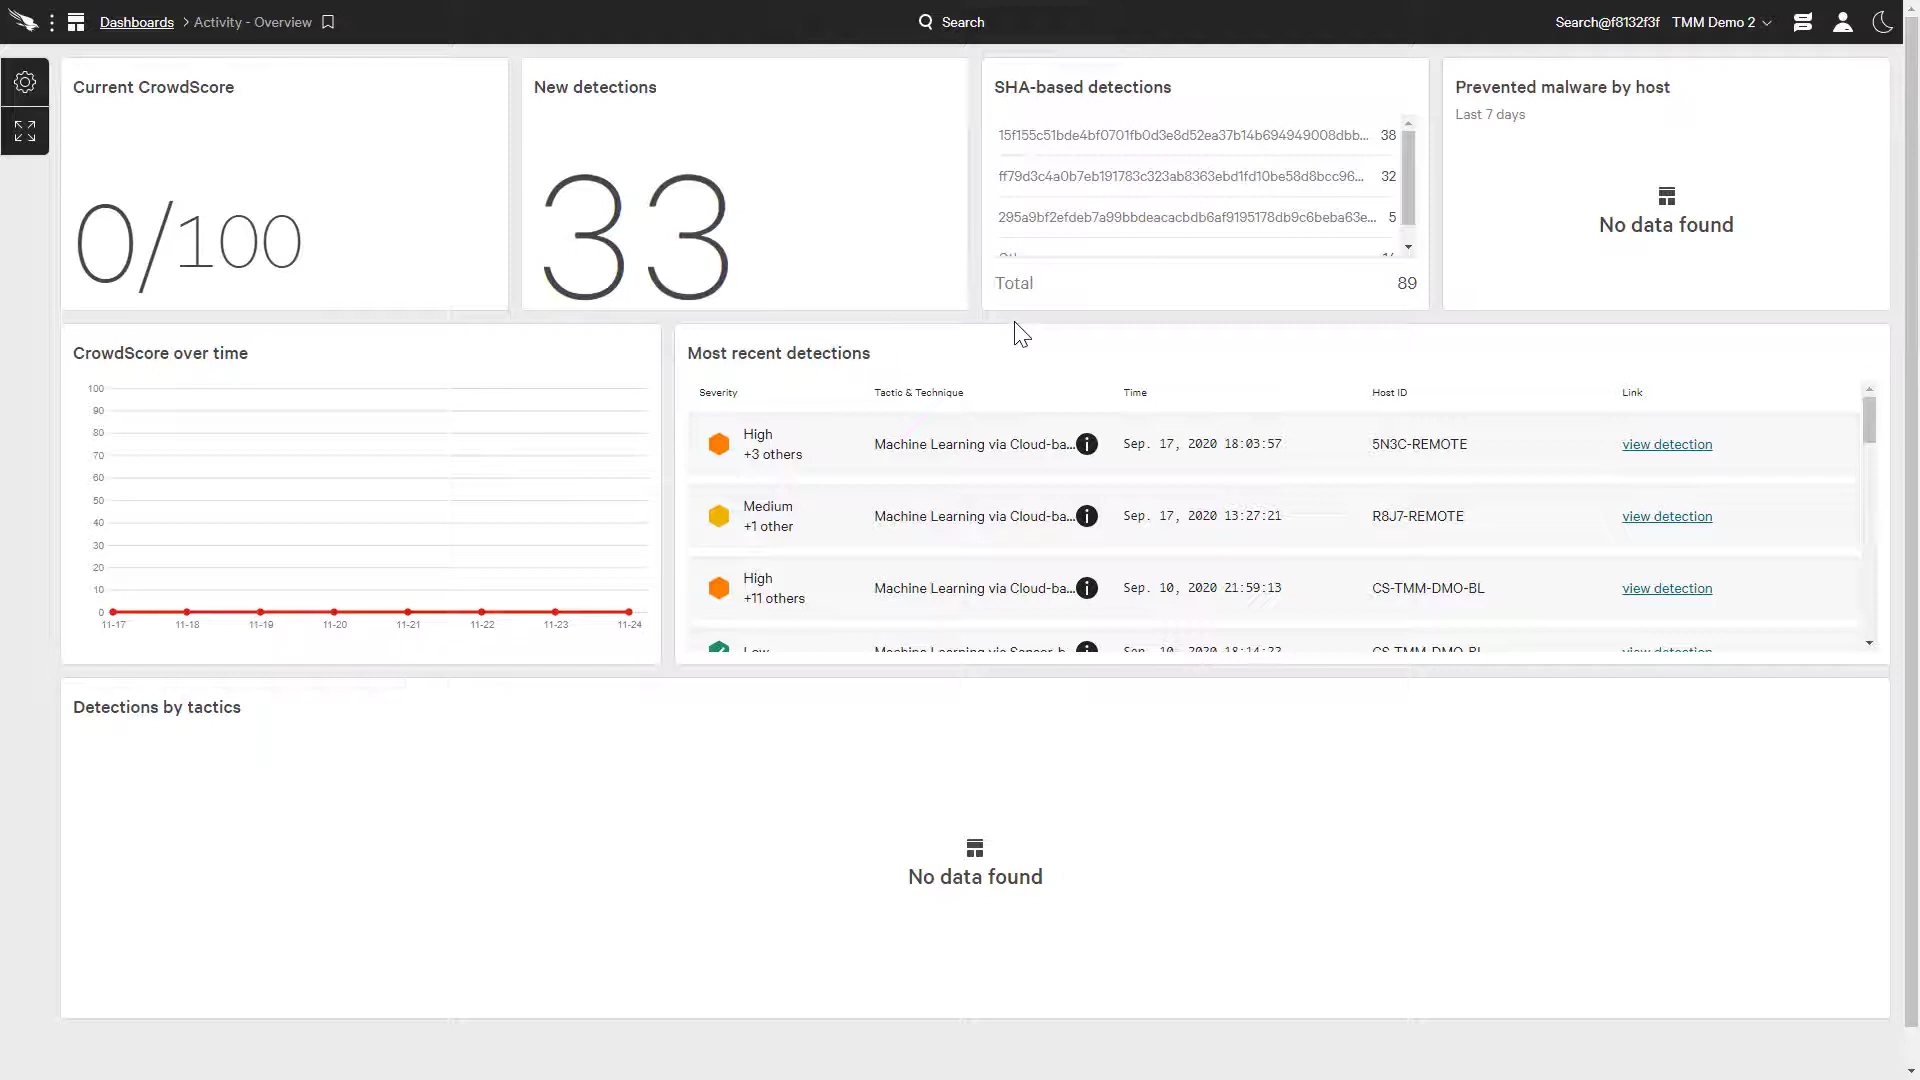 Dashboards > Activity - Overview
Search
Search@f8132f3f TMM Demo 2
Current CrowdScore
0/100
New detections
33
SHA-based detections
15f155c51bde4bf0701fb0d3e8d52ea37b14b694949008dbb... 38
ff79d3c4a0b7eb191783c323ab8363ebd1fd10be58d8bcc96... 32
295a9bf2efdeb7a99bbdeacacbdb6af9195178db9c6beba63e... 5
Total 89
Prevented malware by host
Last 7 days
No data found
CrowdScore over time
100
90
80
70
60
50
40
30
20
10
0
11-17 11-18 11-19 11-20 11-21 11-22 11-23 11-24
Most recent detections
Severity Tactic & Technique Time Host ID Link
High
+3 others
Machine Learning via Cloud-ba... Sep. 17, 2020 18:03:57 5N3C-REMOTE view detection
Medium
+1 other
Machine Learning via Cloud-ba... Sep. 17, 2020 13:27:21 R8J7-REMOTE view detection
High
+11 others
Machine Learning via Cloud-ba... Sep. 10, 2020 21:59:13 CS-TMM-DMO-BL view detection
Detections by tactics
No data found